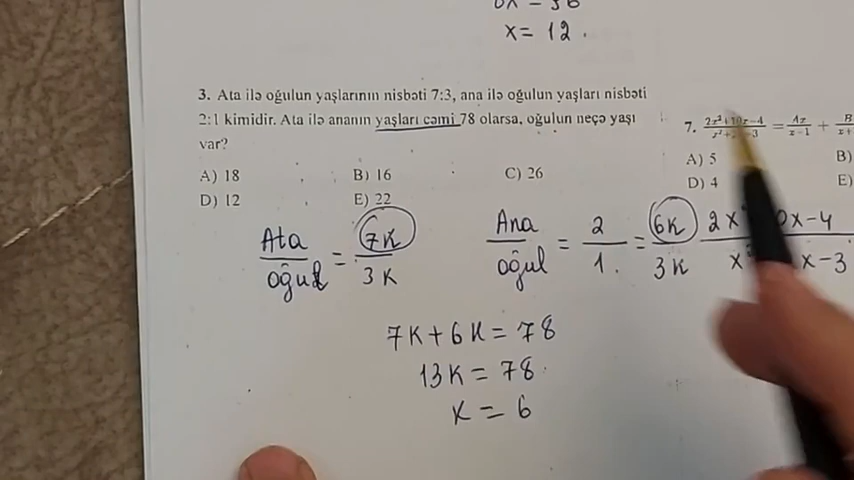 x = 12.
3. Ata ilə oğulun yaşlarının nisbəti 7:3, ana ilə oğulun yaşları nisbəti
2:1 kimidir. Ata ilə ananın yaşları cəmi 78 olarsa, oğulun neçə yaşı
var?
A) 18 B) 16 C) 26
D) 12 E) 22
Ata / oğul = 7K / 3K
Ana / oğul = 2 / 1 = 6K / 3K
7K + 6K = 78
13K = 78
K = 6
7.
A) 5 B)
D) 4 E)